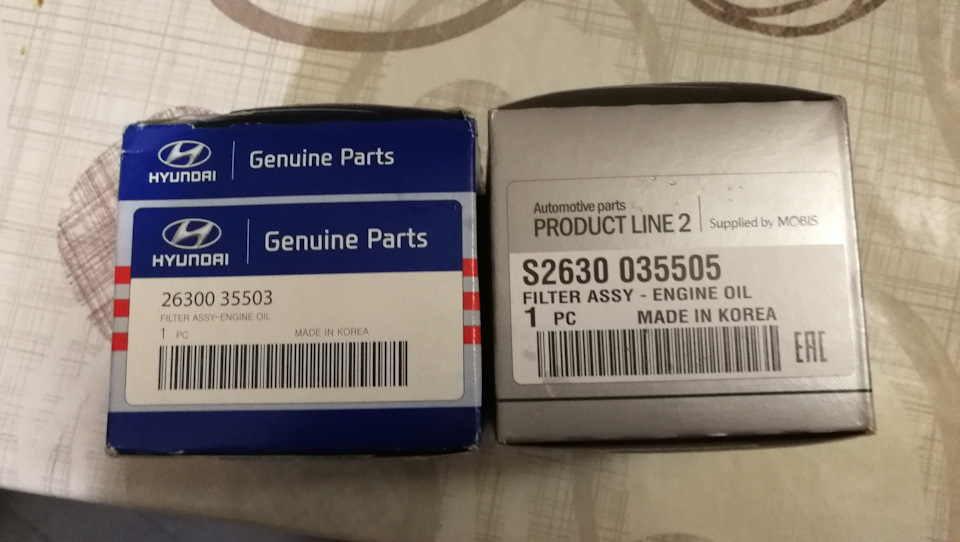 HYUNDAI
Genuine Parts
HYUNDAI
Genuine Parts
26300 35503
FILTER ASSY-ENGINE OIL
1 PC MADE IN KOREA
Automotive parts
PRODUCT LINE 2
Supplied by MOBIS
S2630 035505
FILTER ASSY - ENGINE OIL
1 PC MADE IN KOREA
EAC